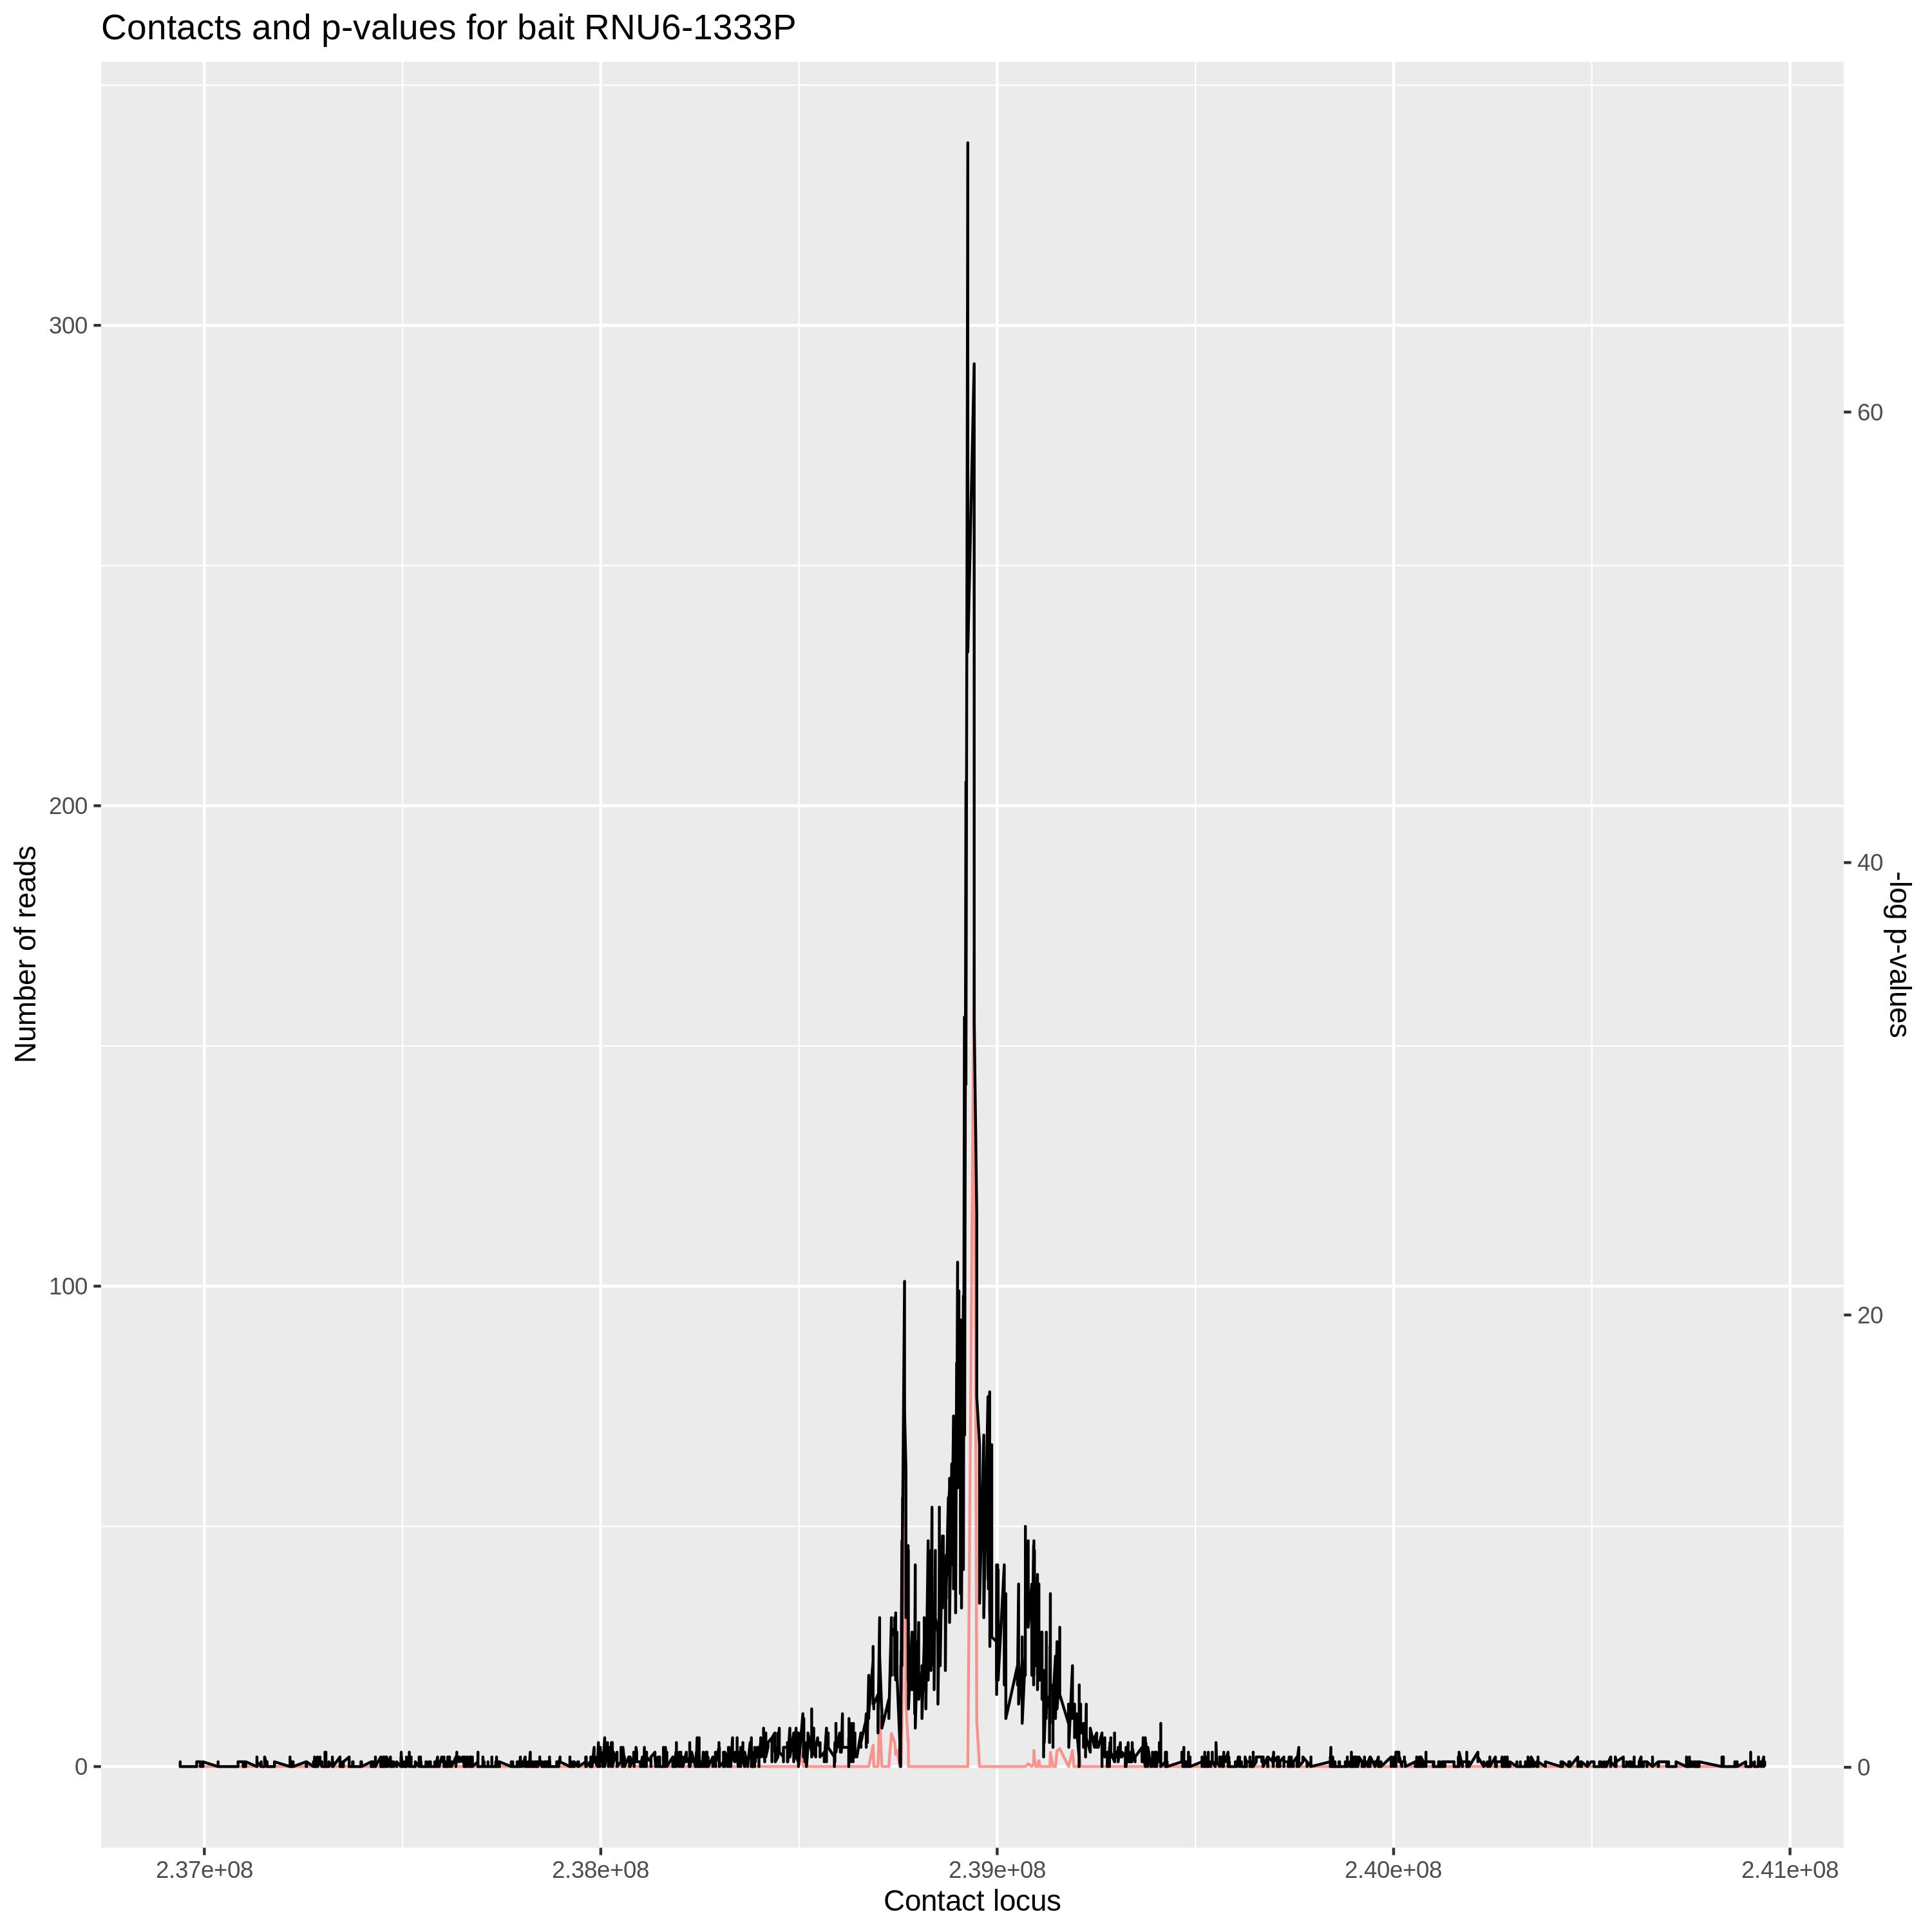 Contacts and p-values for bait RNU6-1333P
Number of reads
300
200
100
0
60
40
20
0
-log p-values
2.37e+08 2.38e+08 2.39e+08 2.40e+08 2.41e+08
Contact locus